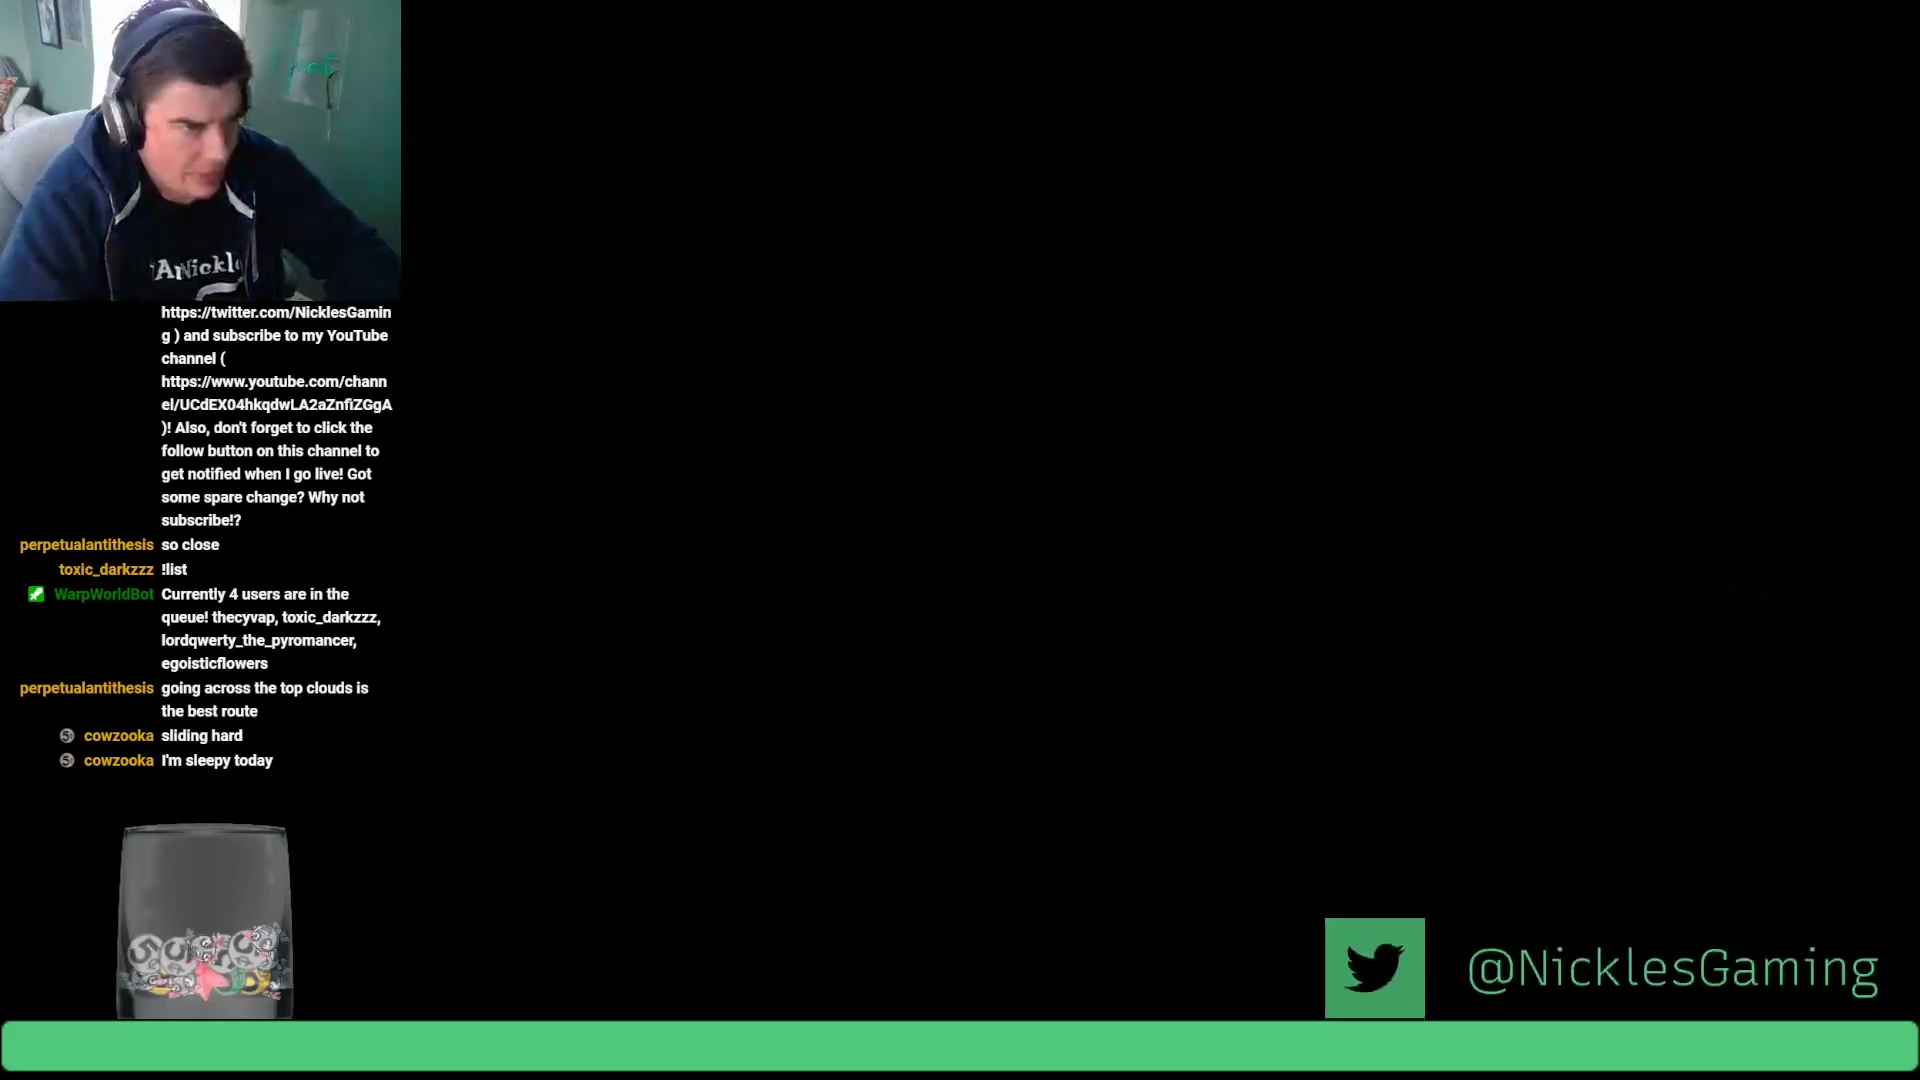 https://twitter.com/NicklesGamin
g ) and subscribe to my YouTube
channel (
https://www.youtube.com/chann
el/UCdEX04hkqdwLA2aZnfiZGgA
)! Also, don't forget to click the
follow button on this channel to
get notified when I go live! Got
some spare change? Why not
subscribe!?
perpetualantithesis so close
toxic_darkzzz !list
WarpWorldBot Currently 4 users are in the
queue! thecyvap, toxic_darkzzz,
lordqwerty_the_pyromancer,
egoisticflowers
perpetualantithesis going across the top clouds is
the best route
5 cowzooka sliding hard
5 cowzooka I'm sleepy today
@NicklesGaming